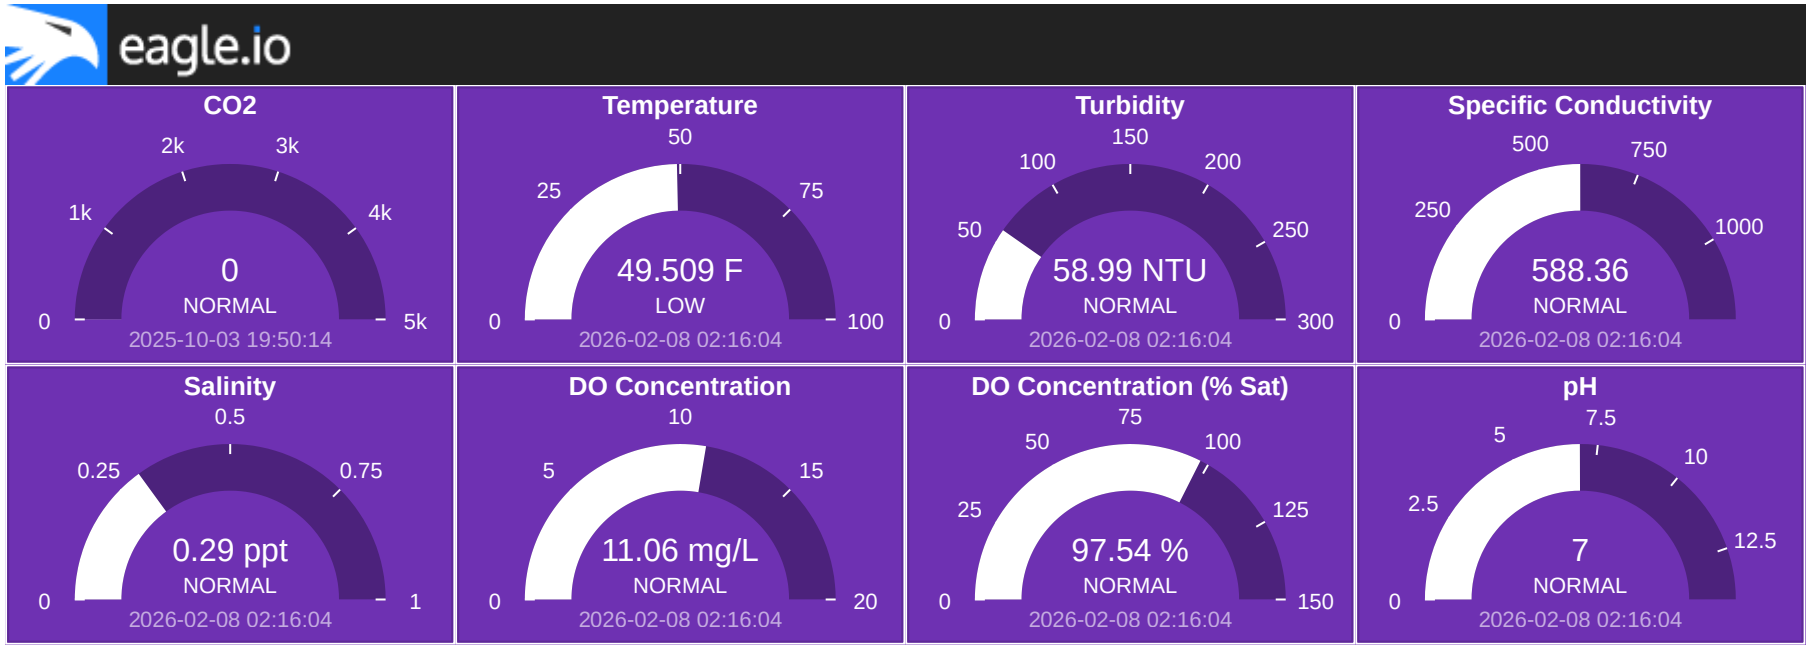 eagle.io
CO2
2k
3k
1k
4k
0
5k
0
NORMAL
2025-10-03 19:50:14
Temperature
50
25
75
0
100
49.509 F
LOW
2026-02-08 02:16:04
Turbidity
150
100
200
50
250
0
300
58.99 NTU
NORMAL
2026-02-08 02:16:04
Specific Conductivity
500
750
250
1000
0
588.36
NORMAL
2026-02-08 02:16:04
Salinity
0.5
0.25
0.75
0
1
0.29 ppt
NORMAL
2026-02-08 02:16:04
DO Concentration
10
5
15
0
20
11.06 mg/L
NORMAL
2026-02-08 02:16:04
DO Concentration (% Sat)
75
50
100
25
125
0
150
97.54 %
NORMAL
2026-02-08 02:16:04
pH
7.5
5
10
2.5
12.5
0
7
NORMAL
2026-02-08 02:16:04